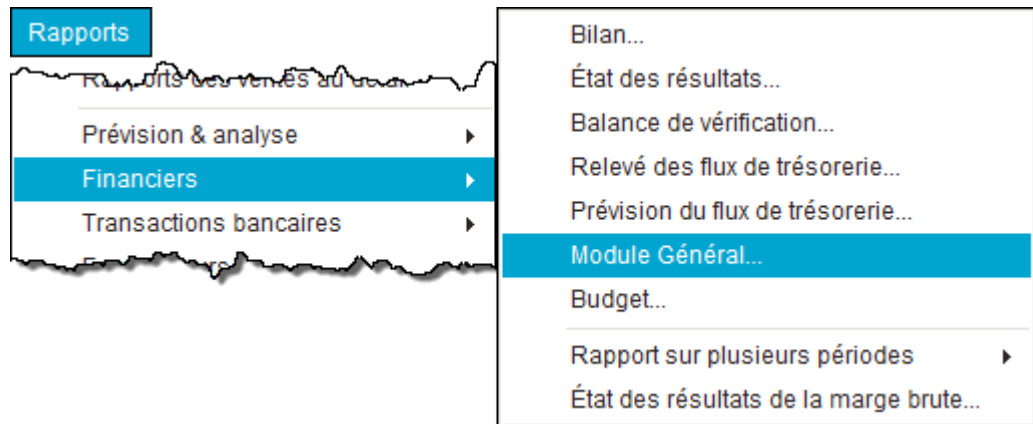 Rapports
Prévision & analyse
Financiers
Transactions bancaires
Bilan...
État des résultats...
Balance de vérification...
Relevé des flux de trésorerie...
Prévision du flux de trésorerie...
Module Général...
Budget...
Rapport sur plusieurs périodes
État des résultats de la marge brute...